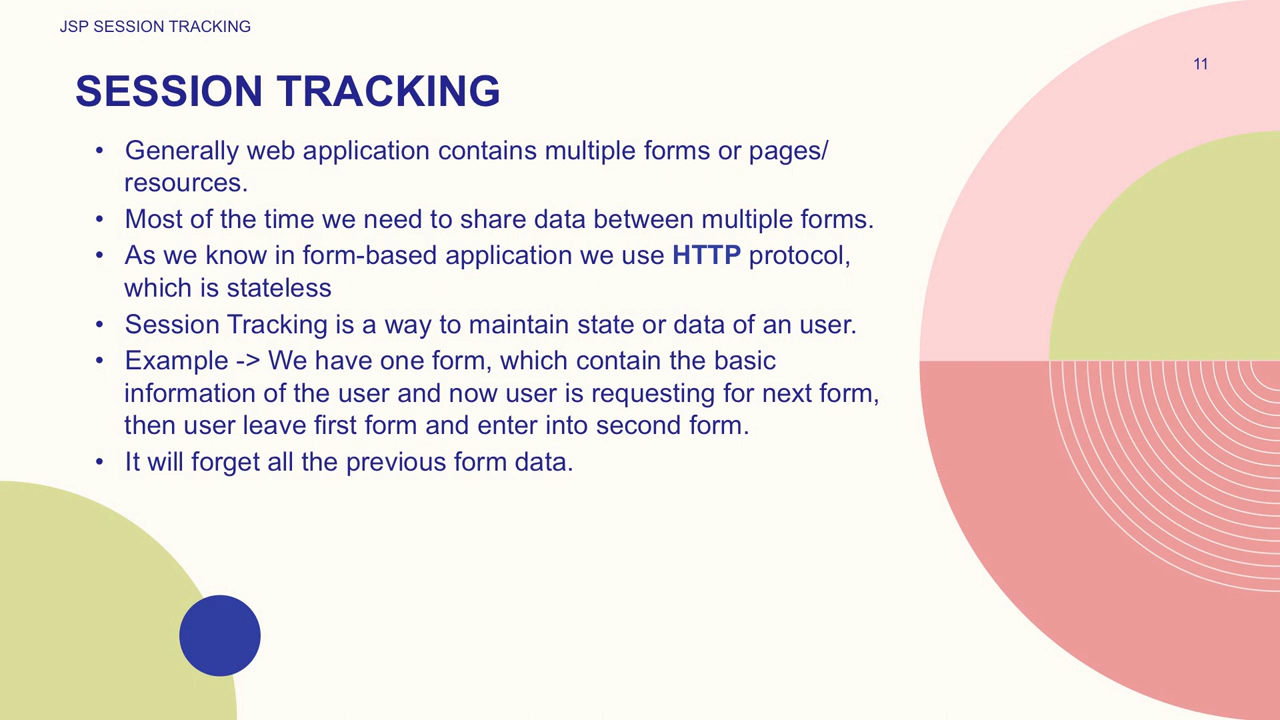 JSP SESSION TRACKING
11
SESSION TRACKING
• Generally web application contains multiple forms or pages/
resources.
• Most of the time we need to share data between multiple forms.
• As we know in form-based application we use HTTP protocol,
which is stateless
• Session Tracking is a way to maintain state or data of an user.
• Example -> We have one form, which contain the basic
information of the user and now user is requesting for next form,
then user leave first form and enter into second form.
• It will forget all the previous form data.